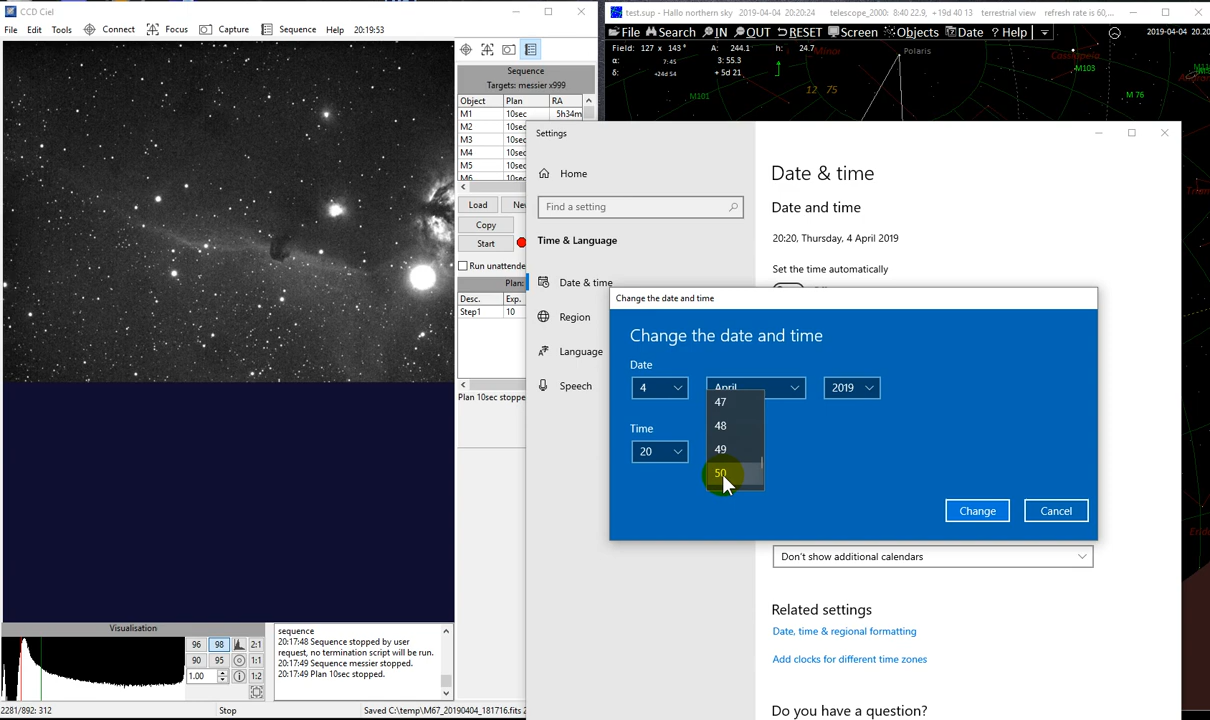 CCD Ciel
File Edit Tools Connect Focus Capture Sequence Help 20:19:53
Sequence
Targets: messier x999
Object Plan RA
M1 10sec 5h34m
M2 10sec
M3 10sec
M4 10sec
M5 10sec
M6 10sec
Load
Copy
Start
Run unattende
Plan:
Desc. Exp.
Step1 10
Plan 10sec stoppe
Visualisation
96 98 2:1
90 95 1:1
1.00 1:2
sequence
20:17:48 Sequence stopped by user
request, no termination script will be run.
20:17:49 Sequence messier stopped.
20:17:49 Plan 10sec stopped.
2281/892: 312 Stop Saved C:\temp\M67_20190404_181716.fits
test.sup - Hallo northern sky 2019-04-04 20:20:24 telescope_2000: 8:40 22.9, +19d 40 13 terrestrial view refresh rate is 60,...
File Search IN OUT RESET Screen Objects Date ? Help 2019-04-04
Field: 127 x 143° A: 244.1 h: 24.7
α: 7:45 3: 55.3
δ: +24d 54 + 5d 21
Minor
Polaris
M103
M101
12 75
M 76
Settings
Home
Find a setting
Time & Language
Date & time
Region
Language
Speech
Date & time
Date and time
20:20, Thursday, 4 April 2019
Set the time automatically
Change the date and time
Change the date and time
Date
4 April 2019
47
48
49
50
Time
20
Change Cancel
Don't show additional calendars
Related settings
Date, time & regional formatting
Add clocks for different time zones
Do you have a question?